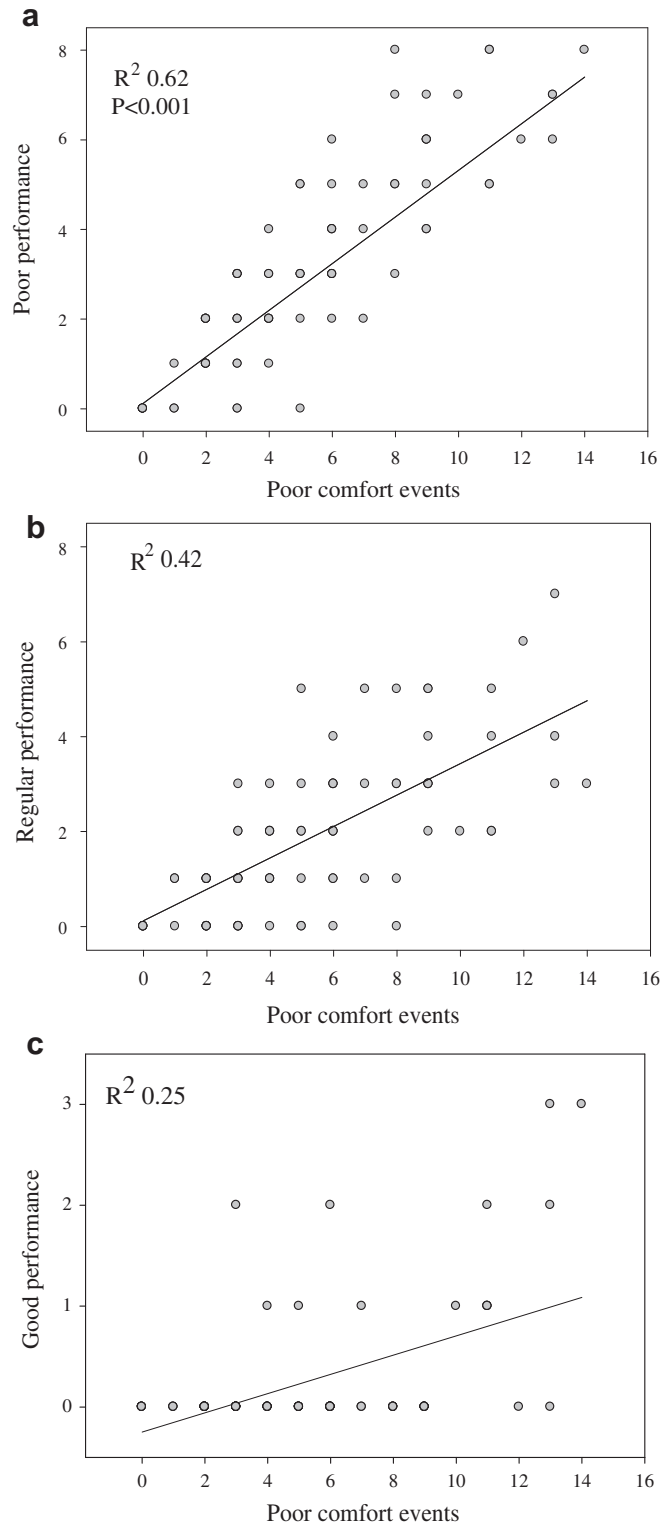 a
R² 0.62
P<0.001
8
6
4
2
0
Poor performance
0 2 4 6 8 10 12 14 16
Poor comfort events
b
R² 0.42
8
6
4
2
0
Regular performance
0 2 4 6 8 10 12 14 16
Poor comfort events
c
R² 0.25
3
2
1
0
Good performance
0 2 4 6 8 10 12 14 16
Poor comfort events